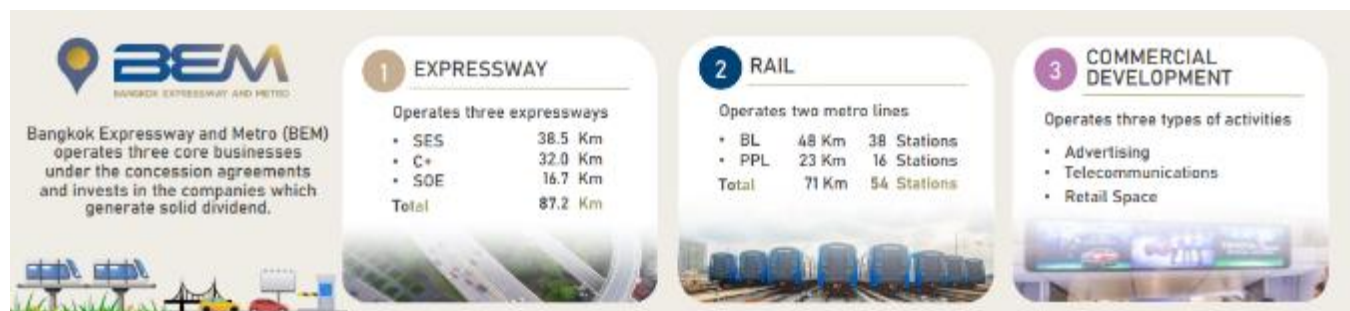 BEM
BANGKOK EXPRESSWAY AND METRO
Bangkok Expressway and Metro (BEM)
operates three core businesses
under the concession agreements
and invests in the companies which
generate solid dividend.
1 EXPRESSWAY
Operates three expressways
• SES 38.5 Km
• C+ 32.0 Km
• SOE 16.7 Km
Total 87.2 Km
2 RAIL
Operates two metro lines
• BL 48 Km 38 Stations
• PPL 23 Km 16 Stations
Total 71 Km 54 Stations
3 COMMERCIAL
DEVELOPMENT
Operates three types of activities
• Advertising
• Telecommunications
• Retail Space